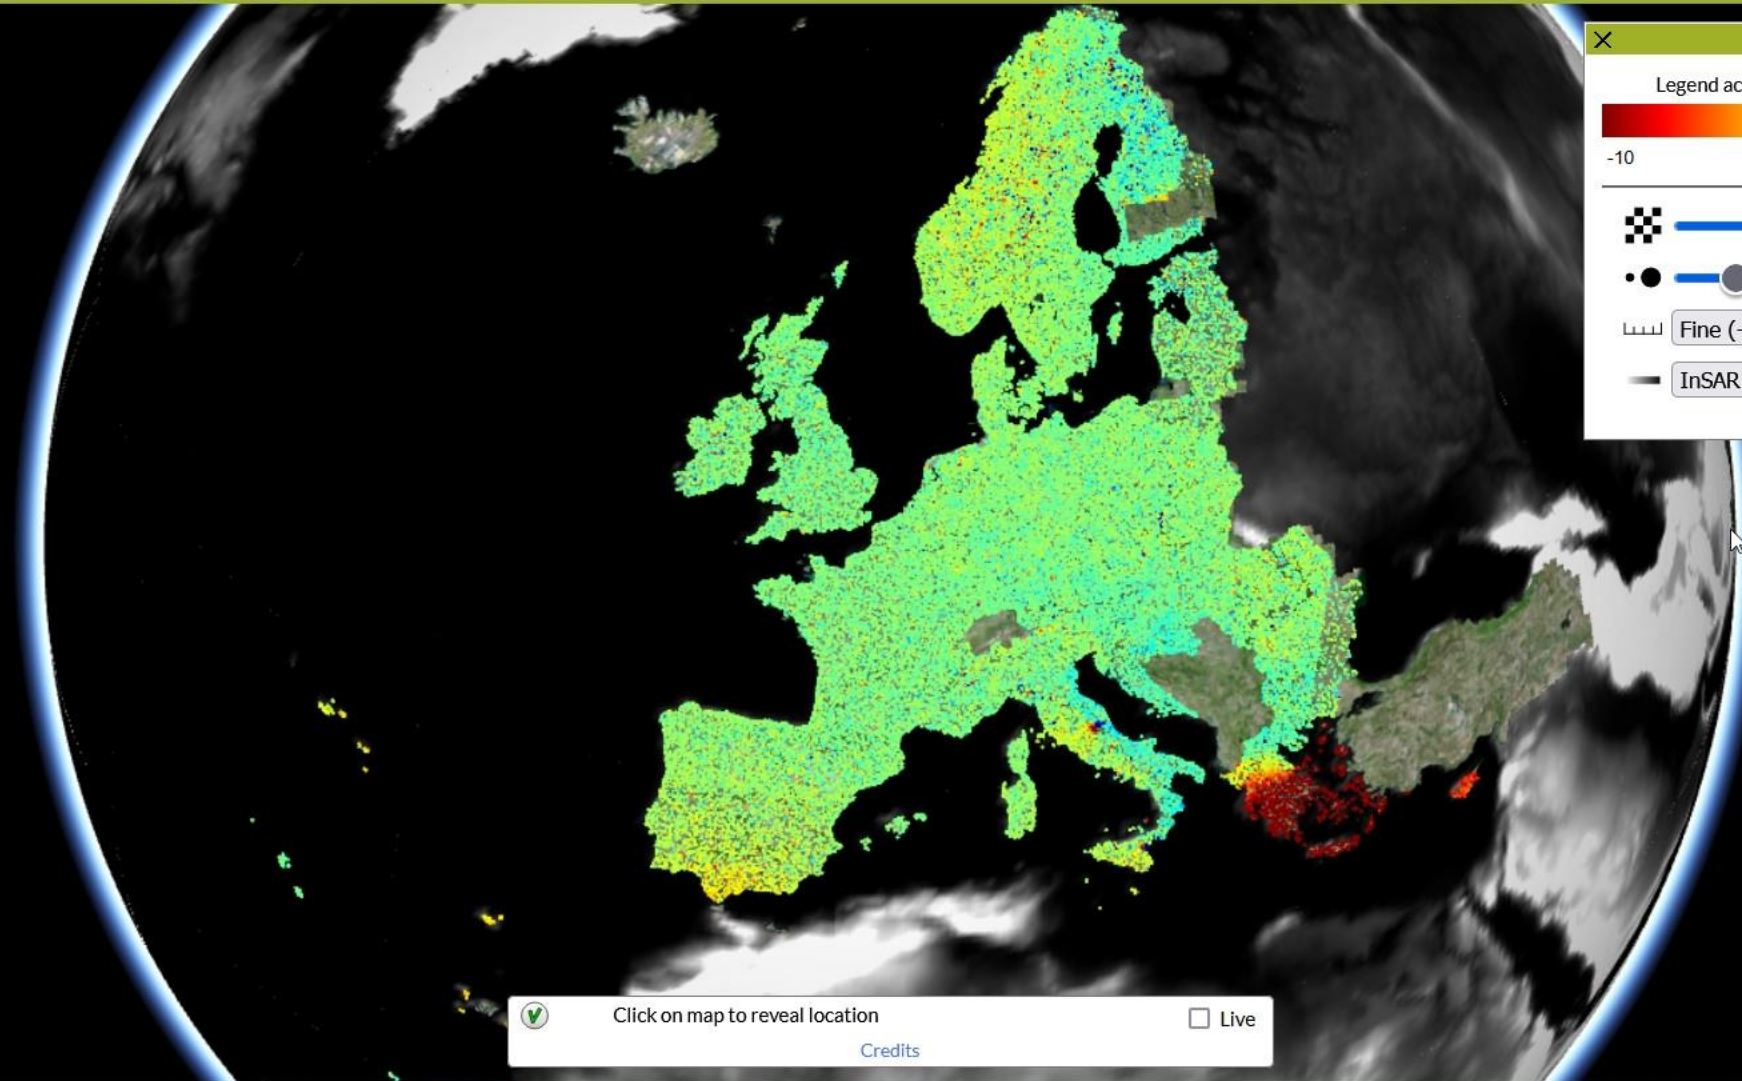 Legend ac
-10
Fine (-
InSAR
Click on map to reveal location
Live
Credits